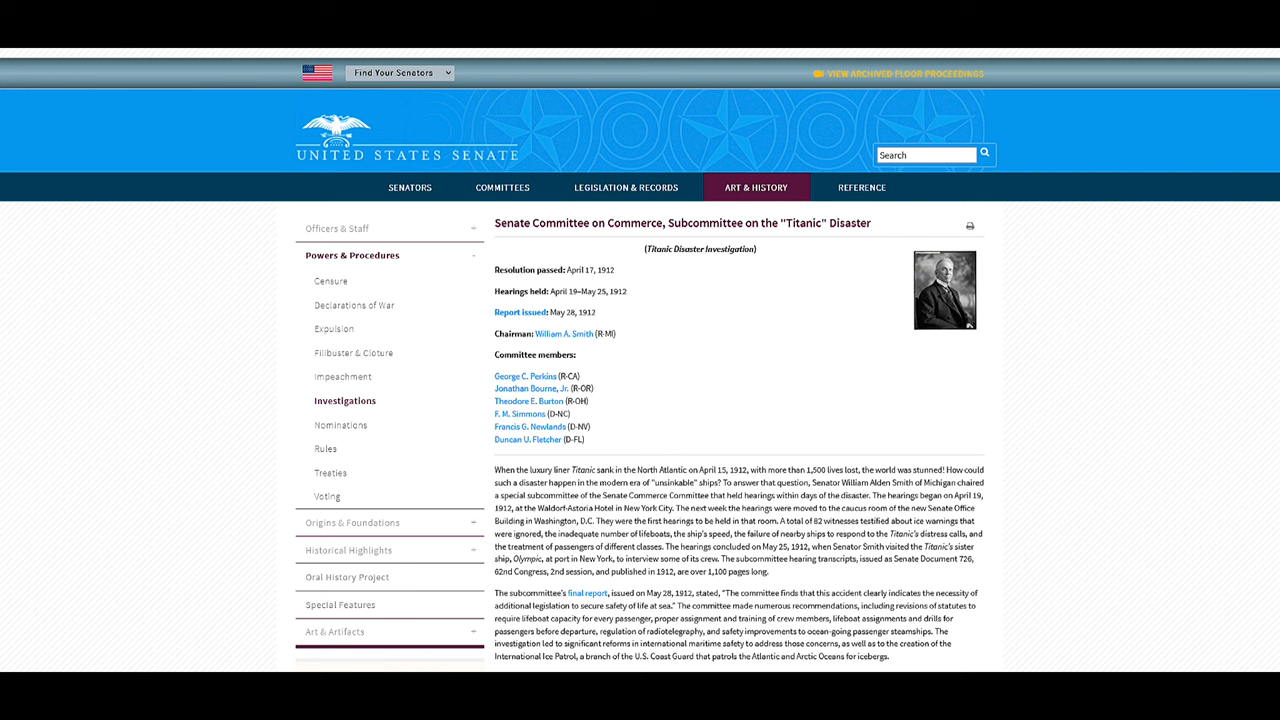 Find Your Senators
VIEW ARCHIVED FLOOR PROCEEDINGS
UNITED STATES SENATE
Search
SENATORS COMMITTEES LEGISLATION & RECORDS ART & HISTORY REFERENCE
Officers & Staff +
Powers & Procedures -
Censure
Declarations of War
Expulsion
Filibuster & Cloture
Impeachment
Investigations
Nominations
Rules
Treaties
Voting
Origins & Foundations +
Historical Highlights +
Oral History Project
Special Features
Art & Artifacts +
Senate Committee on Commerce, Subcommittee on the "Titanic" Disaster
(Titanic Disaster Investigation)
Resolution passed: April 17, 1912
Hearings held: April 19–May 25, 1912
Report issued: May 28, 1912
Chairman: William A. Smith (R-MI)
Committee members:
George C. Perkins (R-CA)
Jonathan Bourne, Jr. (R-OR)
Theodore E. Burton (R-OH)
F. M. Simmons (D-NC)
Francis G. Newlands (D-NV)
Duncan U. Fletcher (D-FL)
When the luxury liner Titanic sank in the North Atlantic on April 15, 1912, with more than 1,500 lives lost, the world was stunned! How could
such a disaster happen in the modern era of "unsinkable" ships? To answer that question, Senator William Alden Smith of Michigan chaired
a special subcommittee of the Senate Commerce Committee that held hearings within days of the disaster. The hearings began on April 19,
1912, at the Waldorf-Astoria Hotel in New York City. The next week the hearings were moved to the caucus room of the new Senate Office
Building in Washington, D.C. They were the first hearings to be held in that room. A total of 82 witnesses testified about ice warnings that
were ignored, the inadequate number of lifeboats, the ship's speed, the failure of nearby ships to respond to the Titanic's distress calls, and
the treatment of passengers of different classes. The hearings concluded on May 25, 1912, when Senator Smith visited the Titanic's sister
ship, Olympic, at port in New York, to interview some of its crew. The subcommittee hearing transcripts, issued as Senate Document 726,
62nd Congress, 2nd session, and published in 1912, are over 1,100 pages long.
The subcommittee's final report, issued on May 28, 1912, stated, "The committee finds that this accident clearly indicates the necessity of
additional legislation to secure safety of life at sea." The committee made numerous recommendations, including revisions of statutes to
require lifeboat capacity for every passenger, proper assignment and training of crew members, lifeboat assignments and drills for
passengers before departure, regulation of radiotelegraphy, and safety improvements to ocean-going passenger steamships. The
investigation led to significant reforms in international maritime safety to address those concerns, as well as to the creation of the
International Ice Patrol, a branch of the U.S. Coast Guard that patrols the Atlantic and Arctic Oceans for icebergs.